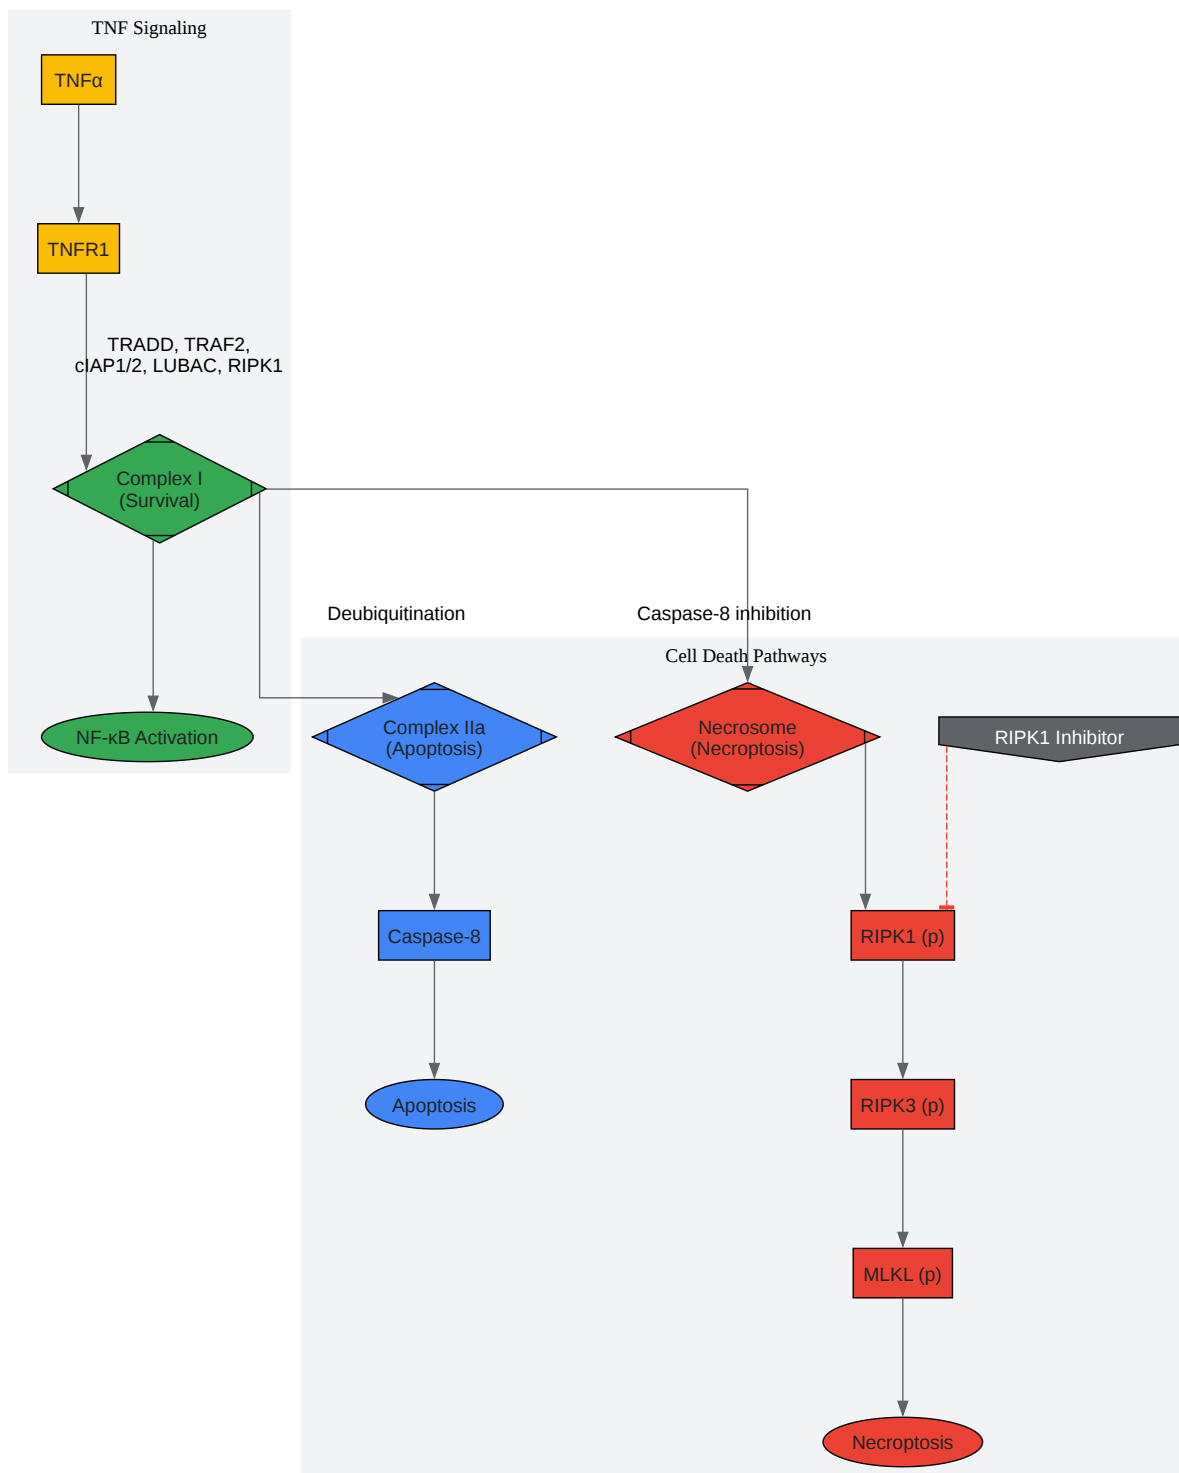 TNF Signaling
TNFα
TNFR1
TRADD, TRAF2,
cIAP1/2, LUBAC, RIPK1
Complex I
(Survival)
NF-κB Activation
Deubiquitination
Caspase-8 inhibition
Cell Death Pathways
Complex IIa
(Apoptosis)
Necrosome
(Necroptosis)
RIPK1 Inhibitor
Caspase-8
RIPK1 (p)
Apoptosis
RIPK3 (p)
MLKL (p)
Necroptosis